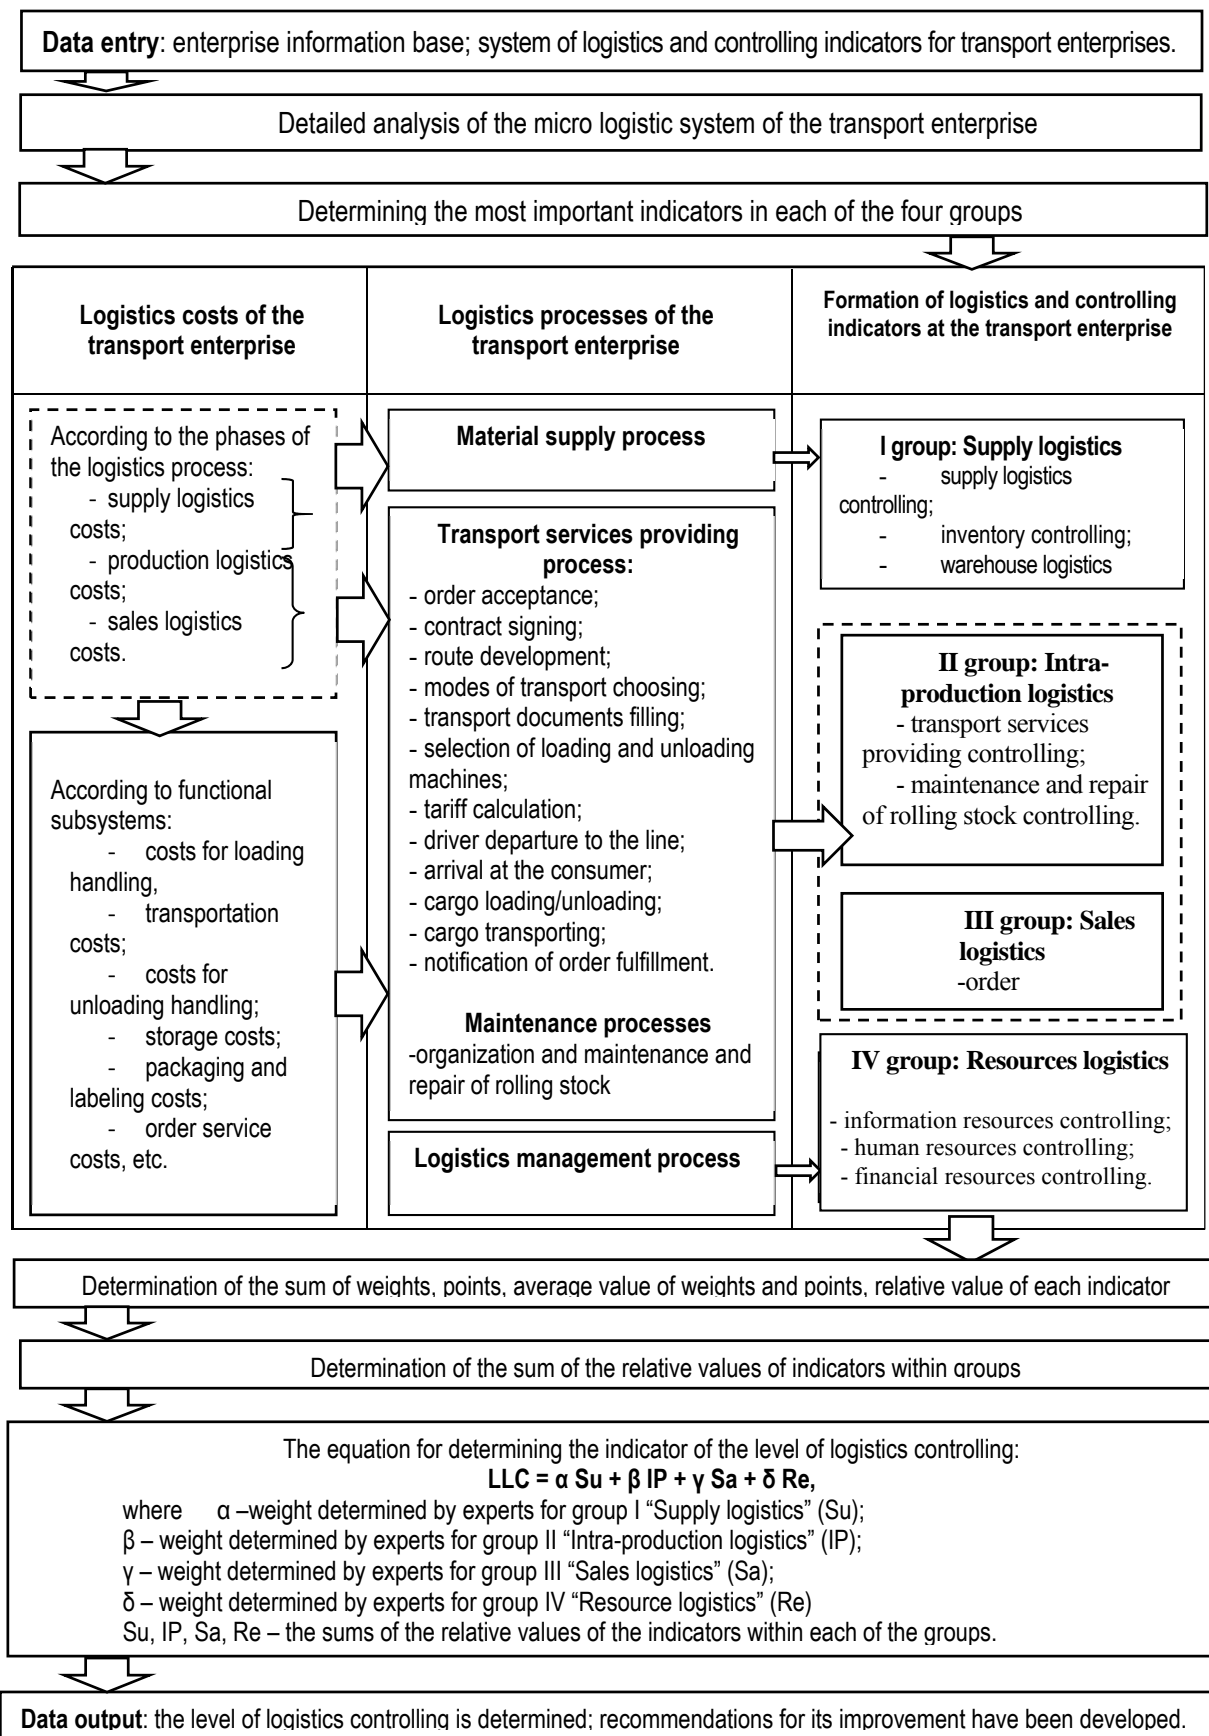 Data entry: enterprise information base; system of logistics and controlling indicators for transport enterprises.
Detailed analysis of the micro logistic system of the transport enterprise
Determining the most important indicators in each of the four groups
Logistics costs of the
transport enterprise
Logistics processes of the
transport enterprise
Formation of logistics and controlling
indicators at the transport enterprise
According to the phases of
the logistics process:
- supply logistics
costs;
- production logistics
costs;
- sales logistics
costs.
According to functional
subsystems:
- costs for loading
handling,
- transportation
costs;
- costs for
unloading handling;
- storage costs;
- packaging and
labeling costs;
- order service
costs, etc.
Material supply process
Transport services providing
process:
- order acceptance;
- contract signing;
- route development;
- modes of transport choosing;
- transport documents filling;
- selection of loading and unloading
machines;
- tariff calculation;
- driver departure to the line;
- arrival at the consumer;
- cargo loading/unloading;
- cargo transporting;
- notification of order fulfillment.
Maintenance processes
-organization and maintenance and
repair of rolling stock
Logistics management process
I group: Supply logistics
- supply logistics
controlling;
- inventory controlling;
- warehouse logistics
II group: Intra-
production logistics
- transport services
providing controlling;
- maintenance and repair
of rolling stock controlling.
III group: Sales
logistics
-order
IV group: Resources logistics
- information resources controlling;
- human resources controlling;
- financial resources controlling.
Determination of the sum of weights, points, average value of weights and points, relative value of each indicator
Determination of the sum of the relative values of indicators within groups
The equation for determining the indicator of the level of logistics controlling:
LLC = α Su + β IP + γ Sa + δ Re,
where α –weight determined by experts for group I “Supply logistics” (Su);
β – weight determined by experts for group II “Intra-production logistics” (IP);
γ – weight determined by experts for group III “Sales logistics” (Sa);
δ – weight determined by experts for group IV “Resource logistics” (Re)
Su, IP, Sa, Re – the sums of the relative values of the indicators within each of the groups.
Data output: the level of logistics controlling is determined; recommendations for its improvement have been developed.